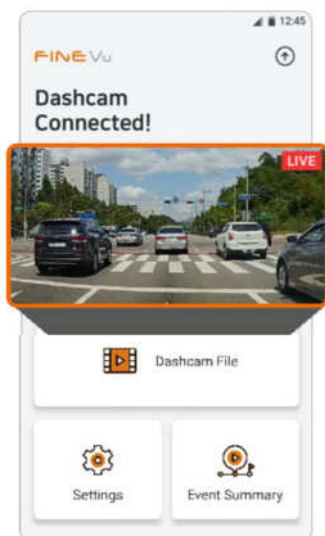 12:45
FINEVu
Dashcam
Connected!
LIVE
Dashcam File
Settings
Event Summary